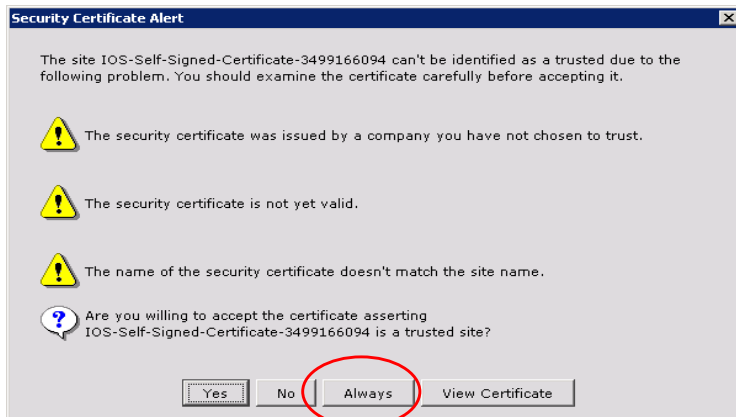 Security Certificate Alert
The site IOS-Self-Signed-Certificate-3499166094 can't be identified as a trusted due to the
following problem. You should examine the certificate carefully before accepting it.
The security certificate was issued by a company you have not chosen to trust.
The security certificate is not yet valid.
The name of the security certificate doesn't match the site name.
Are you willing to accept the certificate asserting
IOS-Self-Signed-Certificate-3499166094 is a trusted site?
Yes No Always View Certificate